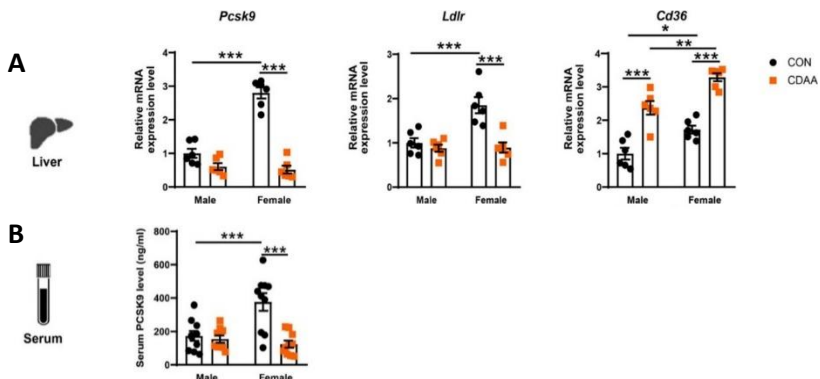 Pcsk9
Ldlr
Cd36
A
Liver
Relative mRNA
expression level
4
3
2
1
0
***
***
Male
Female
Relative mRNA
expression level
3
2
1
0
***
***
Male
Female
Relative mRNA
expression level
5
4
3
2
1
0
*
**
***
***
Male
Female
CON
CDAA
B
Serum
Serum PCSK9 level (ng/ml)
800
600
400
200
0
***
***
Male
Female